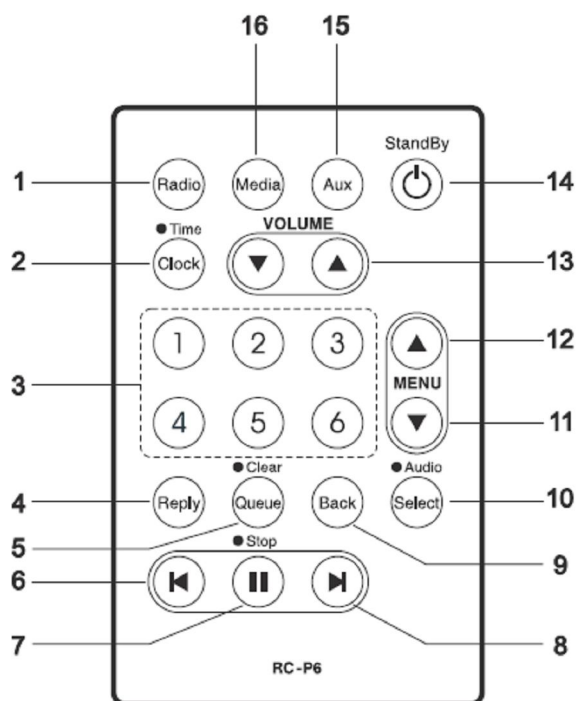 16 15
StandBy
1 Radio Media Aux 14
● Time VOLUME
2 Clock ▼ ▲ 13
1 2 3 ▲ 12
3 MENU
4 5 6 ▼ 11
● Clear ● Audio
4 Reply Queue Back Select 10
5 ● Stop 9
6
7 8
RC-P6